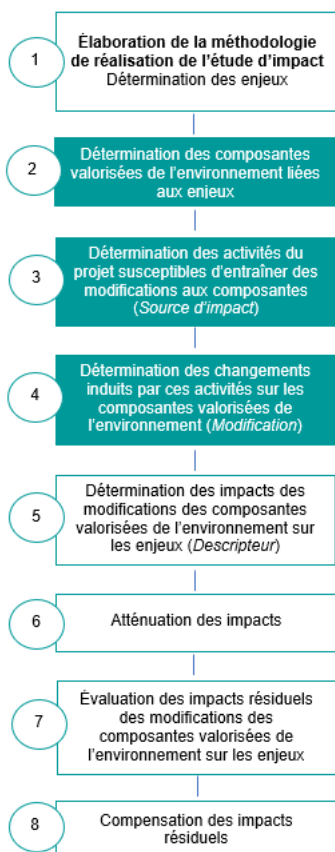 1
Élaboration de la méthodologie
de réalisation de l'étude d'impact
Détermination des enjeux
2
Détermination des composantes
valorisées de l'environnement liées
aux enjeux
3
Détermination des activités du
projet susceptibles d'entraîner des
modifications aux composantes
(Source d'impact)
4
Détermination des changements
induits par ces activités sur les
composantes valorisées de
l'environnement (Modification)
5
Détermination des impacts des
modifications des composantes
valorisées de l'environnement sur
les enjeux (Descripteur)
6
Atténuation des impacts
7
Évaluation des impacts résiduels
des modifications des
composantes valorisées de
l'environnement sur les enjeux
8
Compensation des impacts
résiduels